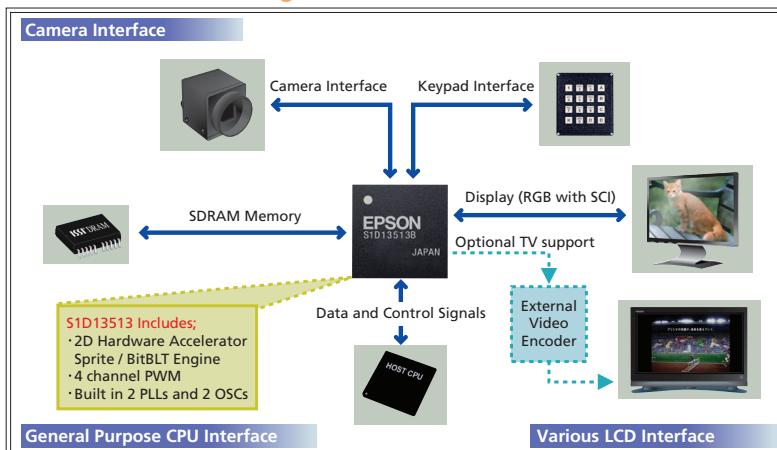 Camera Interface
Camera Interface
Keypad Interface
SDRAM Memory
ISSI DRAM
EPSON
S1D13513B
JAPAN
Display (RGB with SCI)
Optional TV support
External
Video
Encoder
Data and Control Signals
HOST CPU
S1D13513 Includes;
・2D Hardware Accelerator
Sprite / BitBLT Engine
・4 channel PWM
・Built in 2 PLLs and 2 OSCs
General Purpose CPU Interface
Various LCD Interface